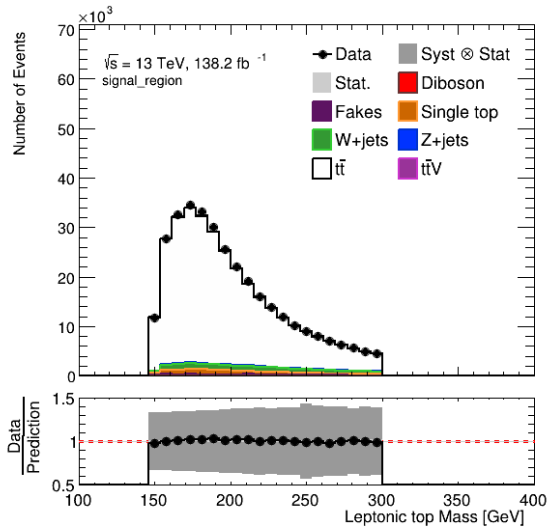 ×10³
70
60
50
40
30
20
10
0
Number of Events
√s = 13 TeV, 138.2 fb⁻¹
signal_region
Data
Syst ⊗ Stat
Stat.
Diboson
Fakes
Single top
W+jets
Z+jets
tt̄
tt̄V
1.5
1
0.5
Data
Prediction
100 150 200 250 300 350 400
Leptonic top Mass [GeV]